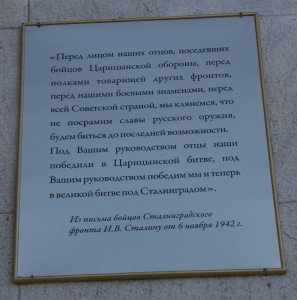 «Перед лицом наших отцов, поседевших
бойцов Царицынской обороны, перед
полками товарищей других фронтов,
перед нашими боевыми знаменами, перед
всей Советской страной, мы клянемся, что
не посрамим славы русского оружия,
будем биться до последней возможности.
Под Вашим руководством отцы наши
победили в Царицынской битве, под
Вашим руководством победим мы и теперь
в великой битве под Сталинградом».
Из письма бойцов Сталинградского
фронта И.В. Сталину от 6 ноября 1942 г.